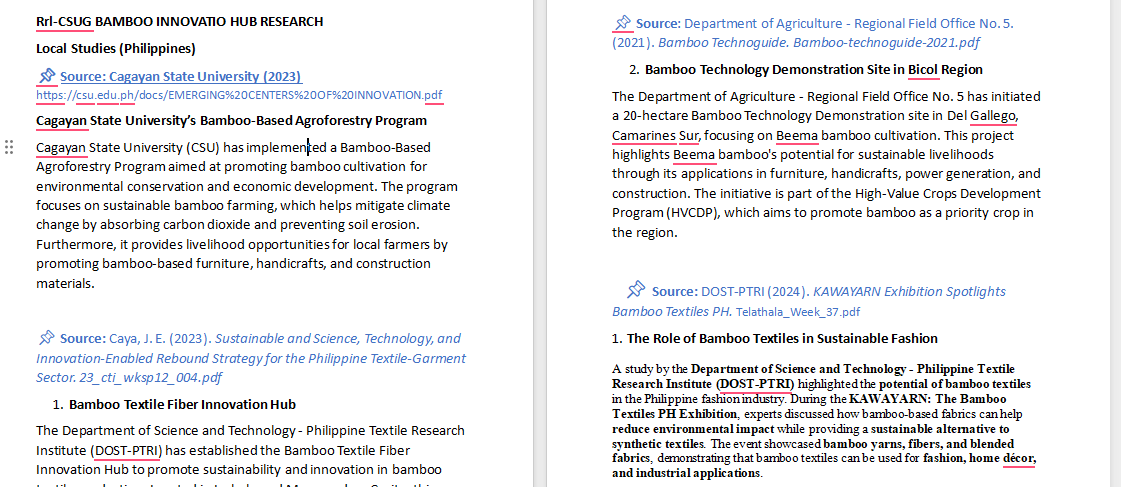 Rrl-CSUG BAMBOO INNOVATIO HUB RESEARCH
Local Studies (Philippines)
Source: Cagayan State University (2023)
https://csu.edu.ph/docs/EMERGING%20CENTERS%20OF%20INNOVATION.pdf
Cagayan State University's Bamboo-Based Agroforestry Program
Cagayan State University (CSU) has implemented a Bamboo-Based
Agroforestry Program aimed at promoting bamboo cultivation for
environmental conservation and economic development. The program
focuses on sustainable bamboo farming, which helps mitigate climate
change by absorbing carbon dioxide and preventing soil erosion.
Furthermore, it provides livelihood opportunities for local farmers by
promoting bamboo-based furniture, handicrafts, and construction
materials.
Source: Caya, J. E. (2023). Sustainable and Science, Technology, and
Innovation-Enabled Rebound Strategy for the Philippine Textile-Garment
Sector. 23_cti_wksp12_004.pdf
1. Bamboo Textile Fiber Innovation Hub
The Department of Science and Technology - Philippine Textile Research
Institute (DOST-PTRI) has established the Bamboo Textile Fiber
Innovation Hub to promote sustainability and innovation in bamboo
Source: Department of Agriculture - Regional Field Office No. 5.
(2021). Bamboo Technoguide. Bamboo-technoguide-2021.pdf
2. Bamboo Technology Demonstration Site in Bicol Region
The Department of Agriculture - Regional Field Office No. 5 has initiated
a 20-hectare Bamboo Technology Demonstration site in Del Gallego,
Camarines Sur, focusing on Beema bamboo cultivation. This project
highlights Beema bamboo's potential for sustainable livelihoods
through its applications in furniture, handicrafts, power generation, and
construction. The initiative is part of the High-Value Crops Development
Program (HVCDP), which aims to promote bamboo as a priority crop in
the region.
Source: DOST-PTRI (2024). KAWAYARN Exhibition Spotlights
Bamboo Textiles PH. Telathala_Week_37.pdf
1. The Role of Bamboo Textiles in Sustainable Fashion
A study by the Department of Science and Technology - Philippine Textile
Research Institute (DOST-PTRI) highlighted the potential of bamboo textiles
in the Philippine fashion industry. During the KAWAYARN: The Bamboo
Textiles PH Exhibition, experts discussed how bamboo-based fabrics can help
reduce environmental impact while providing a sustainable alternative to
synthetic textiles. The event showcased bamboo yarns, fibers, and blended
fabrics, demonstrating that bamboo textiles can be used for fashion, home décor,
and industrial applications.